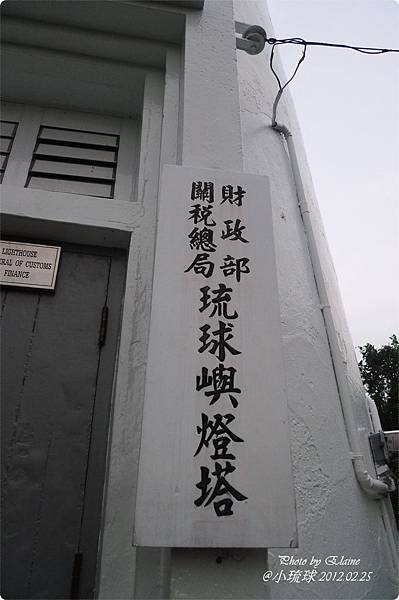 財政部
關稅總局
琉球嶼燈塔
LIGHTHOUSE
ERAL OF CUSTOMS
FINANCE
Photo by Elaine
@小琉球 2012.02.25